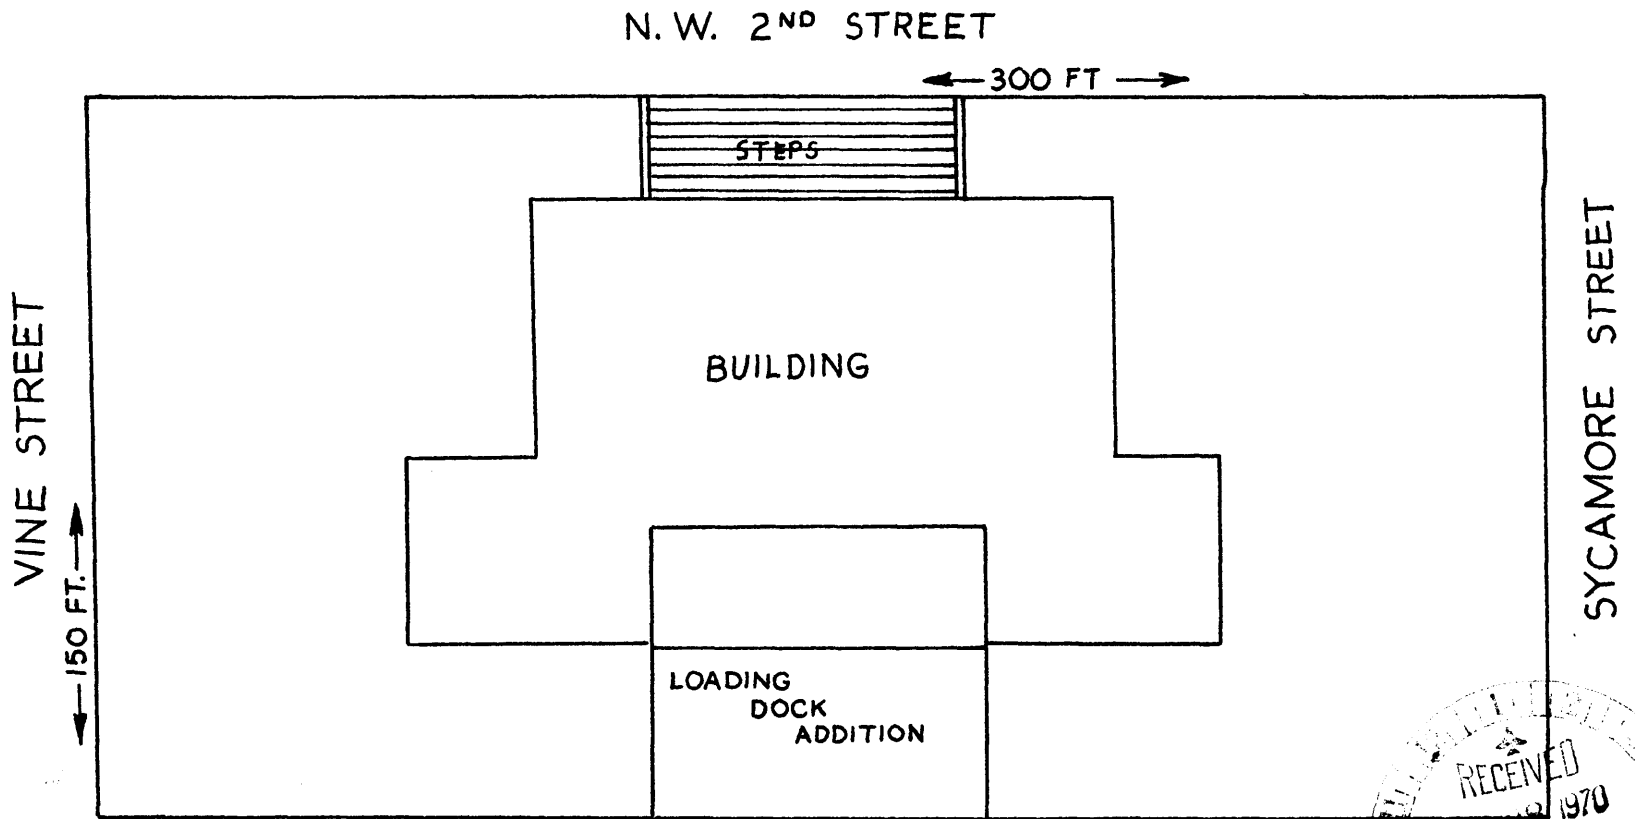 N.W. 2ND STREET
300 FT
STEPS
VINE STREET
SYCAMORE STREET
BUILDING
150 FT.
LOADING
DOCK
ADDITION
RECEIVED
1970